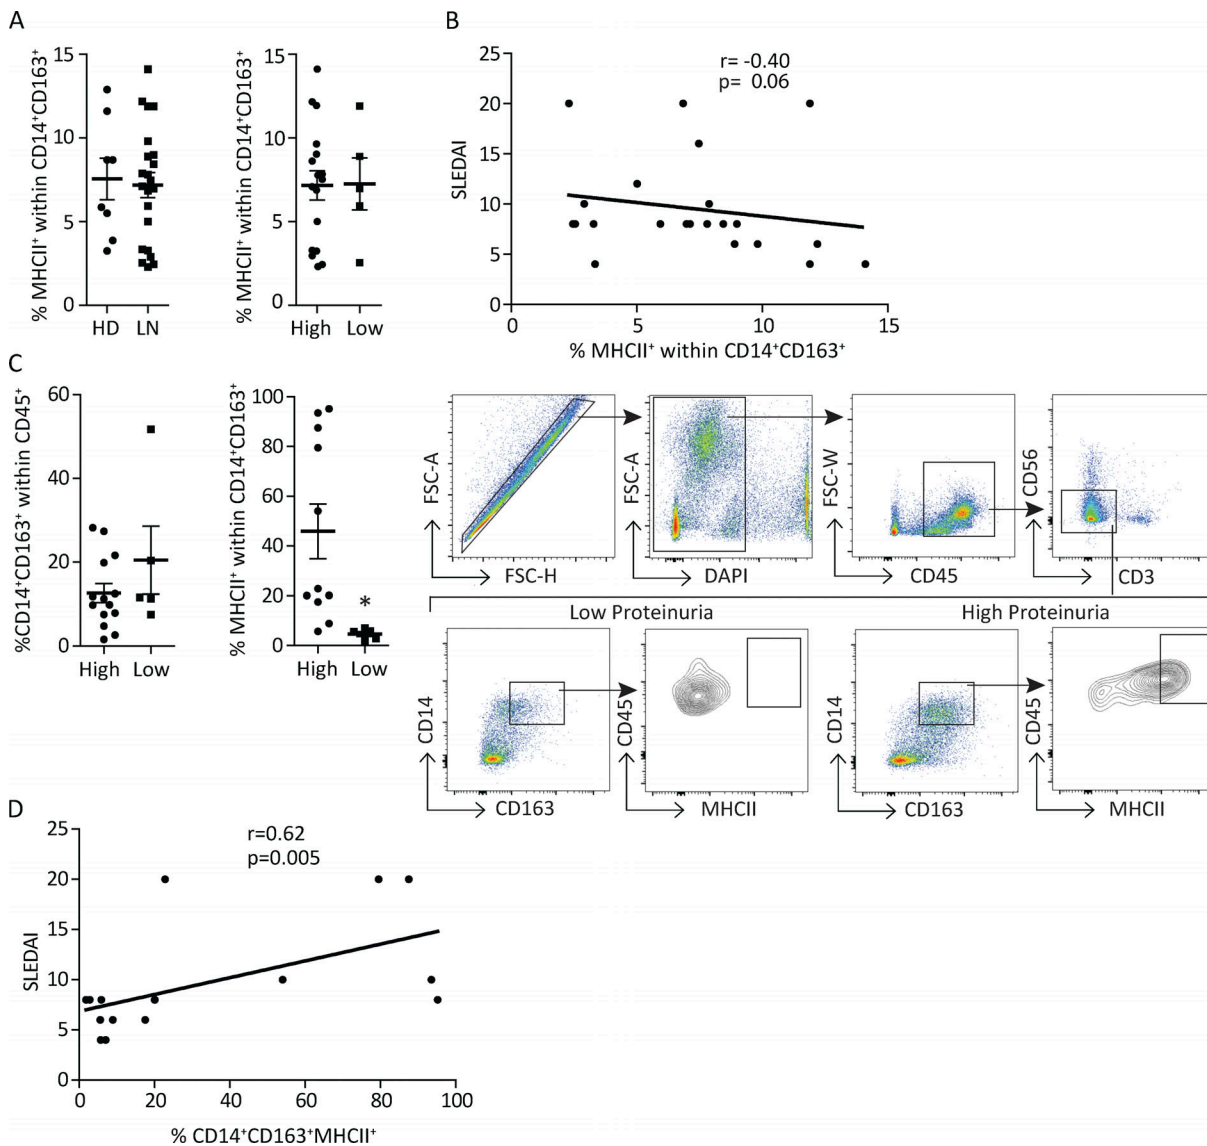 A
% MHCII⁺ within CD14⁺CD163⁺
15
10
5
0
HD LN
% MHCII⁺ within CD14⁺CD163⁺
15
10
5
0
High Low
B
SLEDAI
25
20
15
10
5
0
r= -0.40
p= 0.06
0 5 10 15
% MHCII⁺ within CD14⁺CD163⁺
C
%CD14⁺CD163⁺ within CD45⁺
60
40
20
0
High Low
% MHCII⁺ within CD14⁺CD163⁺
100
80
60
40
20
0
*
High Low
FSC-A
FSC-H
FSC-A
DAPI
FSC-W
CD45
CD56
CD3
Low Proteinuria
High Proteinuria
CD14
CD163
CD45
MHCII
CD14
CD163
CD45
MHCII
D
SLEDAI
25
20
15
10
5
0
r=0.62
p=0.005
0 20 40 60 80 100
% CD14⁺CD163⁺MHCII⁺